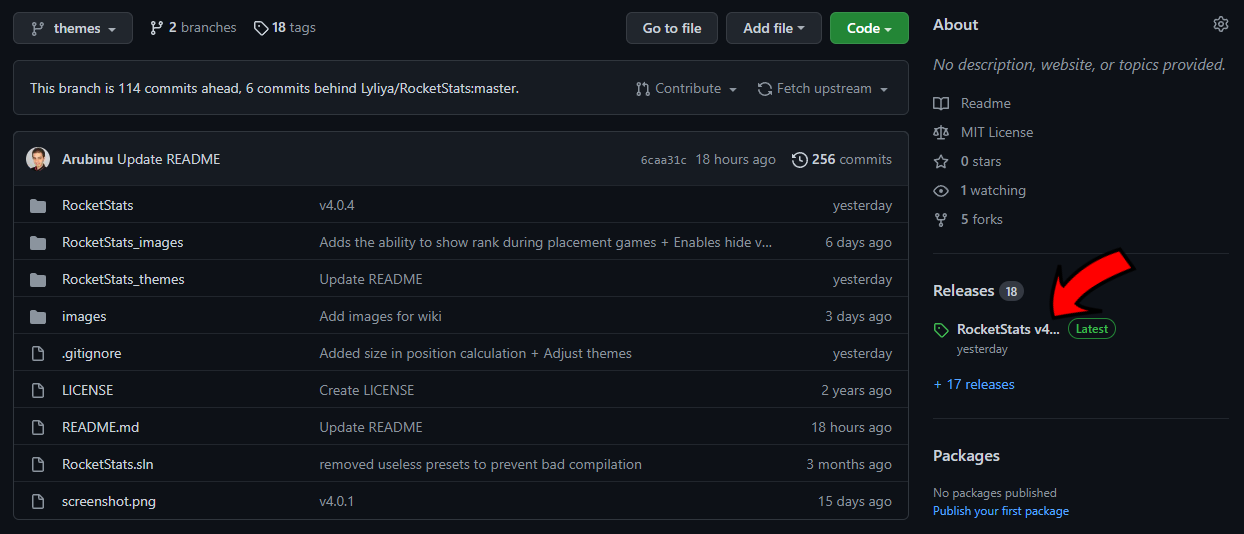 themes 2 branches 18 tags Go to file Add file Code
This branch is 114 commits ahead, 6 commits behind Lyliya/RocketStats:master. Contribute Fetch upstream
Arubinu Update README 6caa31c 18 hours ago 256 commits
RocketStats v4.0.4 yesterday
RocketStats_images Adds the ability to show rank during placement games + Enables hide v... 6 days ago
RocketStats_themes Update README yesterday
images Add images for wiki 3 days ago
.gitignore Added size in position calculation + Adjust themes yesterday
LICENSE Create LICENSE 2 years ago
README.md Update README 18 hours ago
RocketStats.sln removed useless presets to prevent bad compilation 3 months ago
screenshot.png v4.0.1 15 days ago
About
No description, website, or topics provided.
Readme
MIT License
0 stars
1 watching
5 forks
Releases 18
RocketStats v4... Latest
yesterday
+ 17 releases
Packages
No packages published
Publish your first package